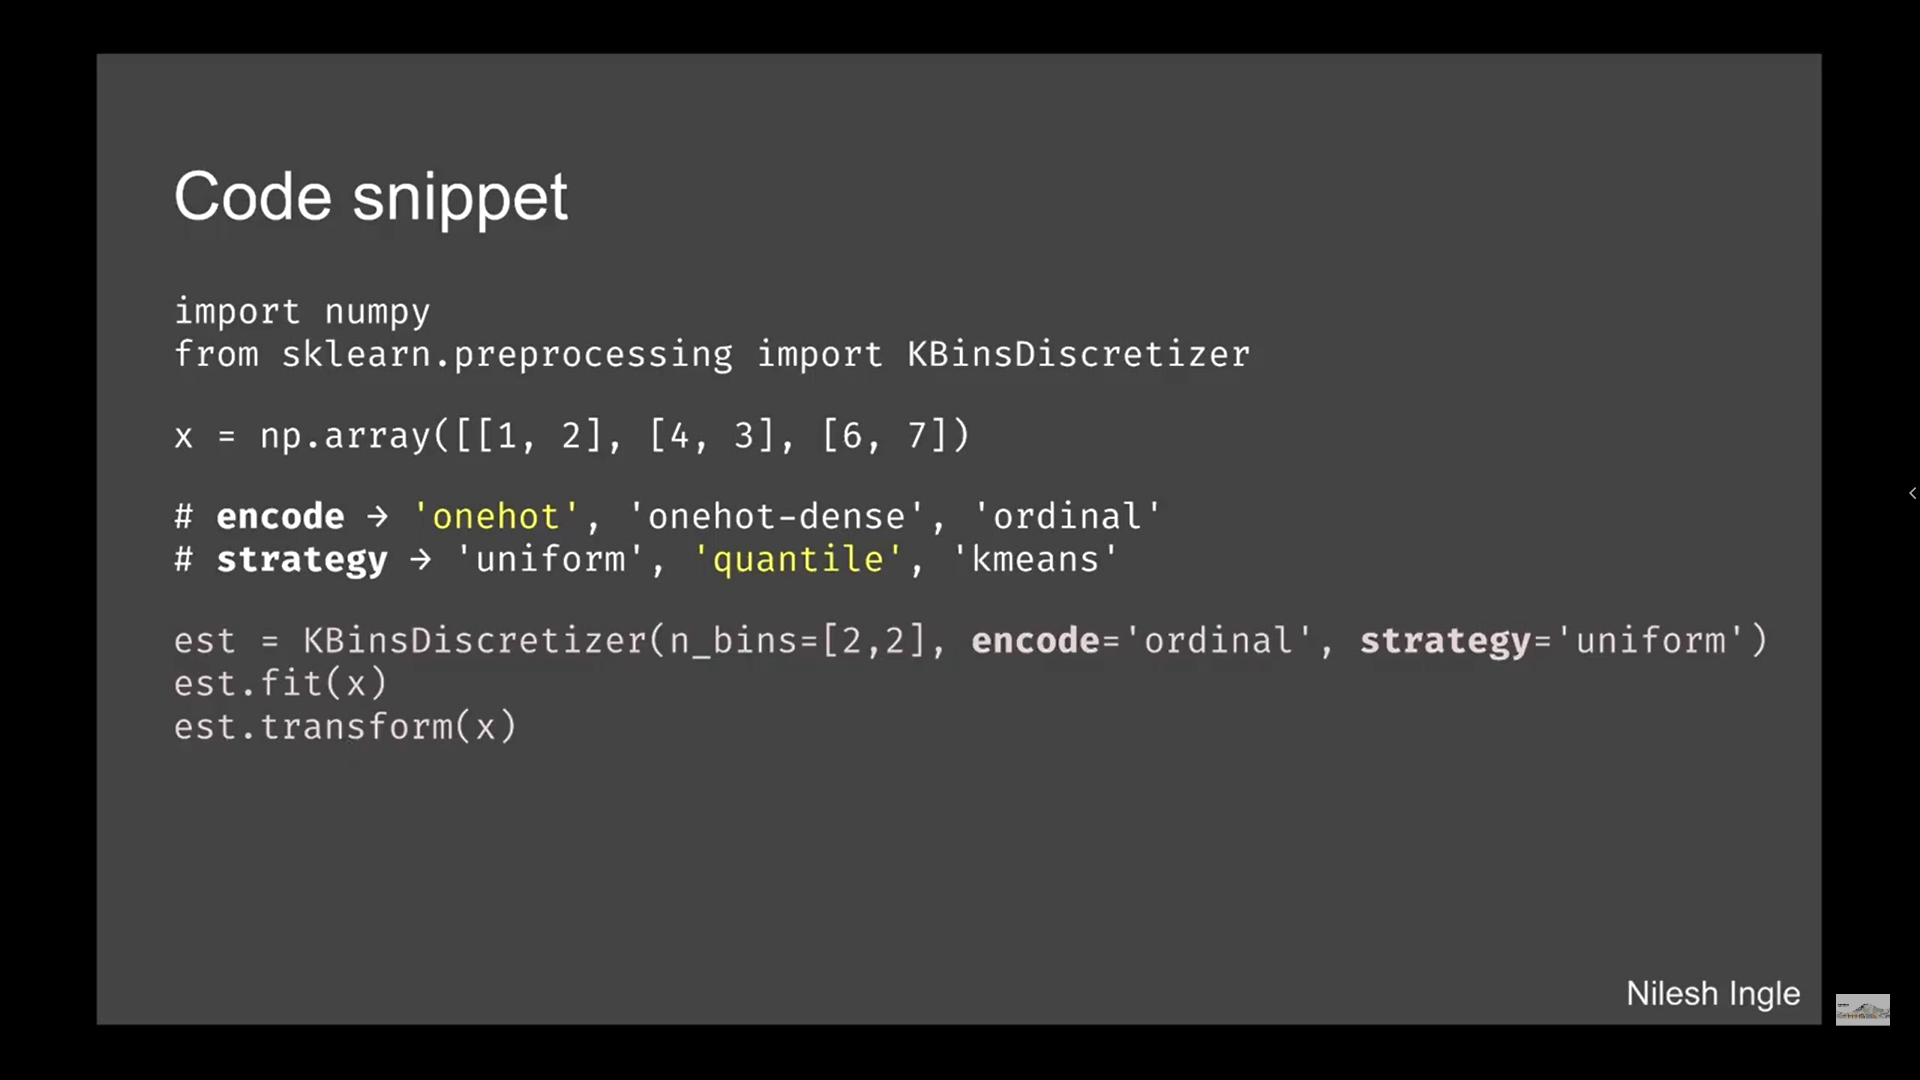 Code snippet
import numpy
from sklearn.preprocessing import KBinsDiscretizer
x = np.array([[1, 2], [4, 3], [6, 7]])
# encode → 'onehot', 'onehot-dense', 'ordinal'
# strategy → 'uniform', 'quantile', 'kmeans'
est = KBinsDiscretizer(n_bins=[2,2], encode='ordinal', strategy='uniform')
est.fit(x)
est.transform(x)
Nilesh Ingle